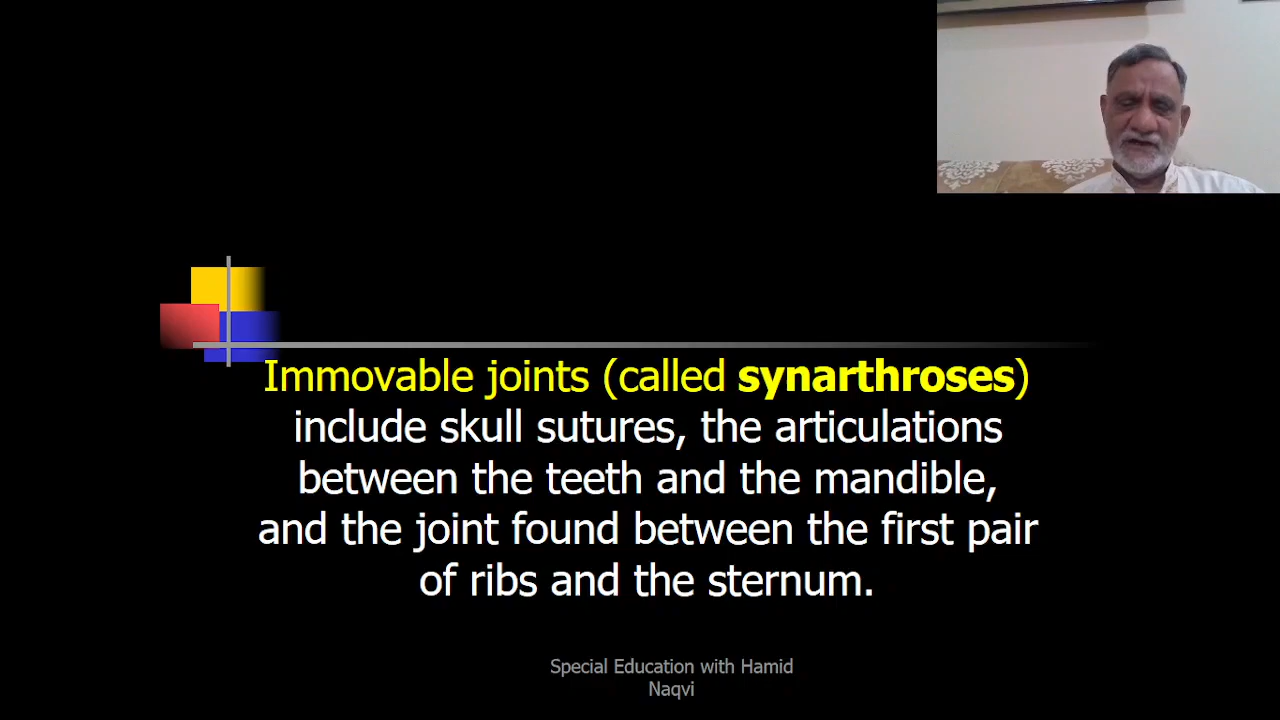 Immovable joints (called synarthroses)
include skull sutures, the articulations
between the teeth and the mandible,
and the joint found between the first pair
of ribs and the sternum.
Special Education with Hamid
Naqvi